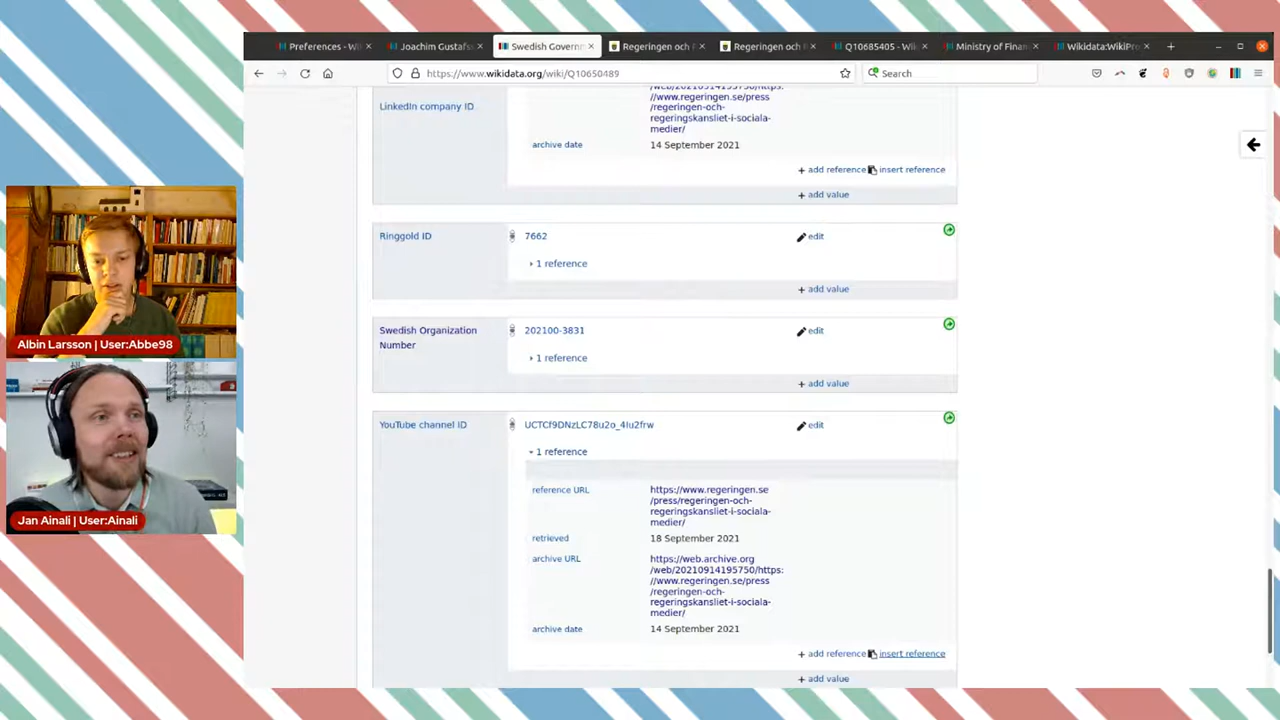 Preferences - Wi
Joachim Gustafs
Swedish Governm
Regeringen och
Regeringen och
Q10685405 - Wi
Ministry of Finan
Wikidata:WikiPro
https://www.wikidata.org/wiki/Q10650489
Search
LinkedIn company ID
/web/20210914195750/https:
//www.regeringen.se/press
/regeringen-och-
regeringskansliet-i-sociala-
medier/
archive date
14 September 2021
+ add reference
insert reference
+ add value
Ringgold ID
7662
edit
1 reference
+ add value
Swedish Organization
Number
202100-3831
edit
1 reference
+ add value
YouTube channel ID
UCTCf9DNzLC78u2o_4Iu2frw
edit
1 reference
reference URL
https://www.regeringen.se
/press/regeringen-och-
regeringskansliet-i-sociala-
medier/
retrieved
18 September 2021
archive URL
https://web.archive.org
/web/20210914195750/https:
//www.regeringen.se/press
/regeringen-och-
regeringskansliet-i-sociala-
medier/
archive date
14 September 2021
+ add reference
insert reference
+ add value
Albin Larsson | User:Abbe98
Jan Ainali | User:Ainali